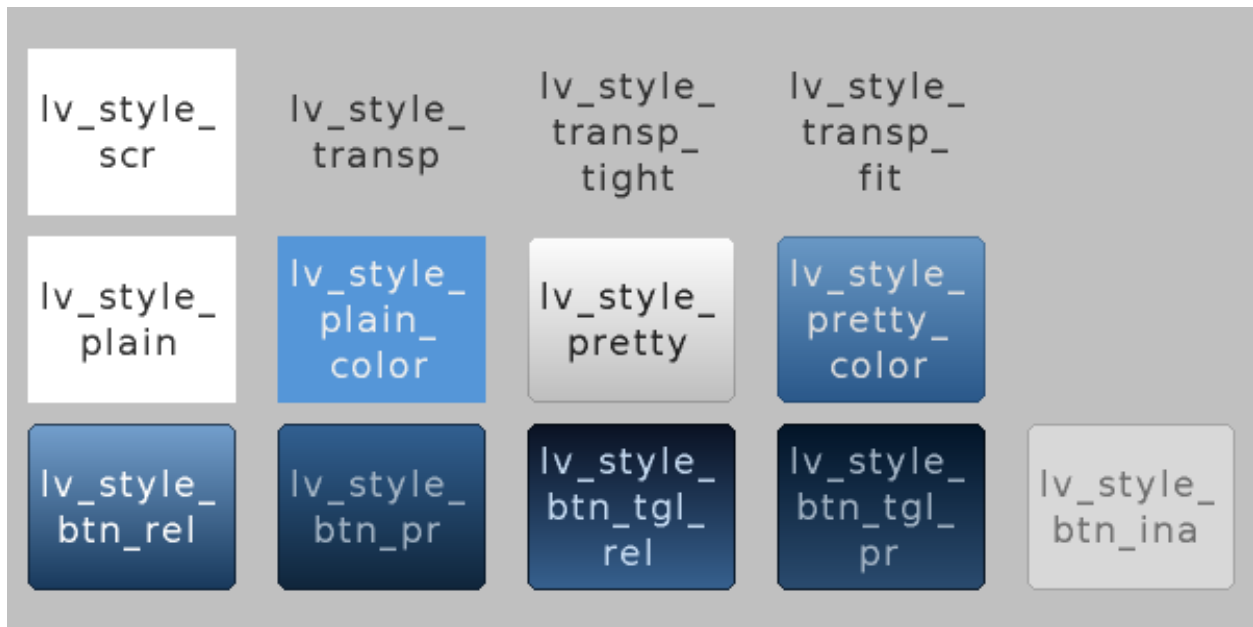 lv_style_
scr
lv_style_
transp
lv_style_
transp_
tight
lv_style_
transp_
fit
lv_style_
plain
lv_style_
plain_
color
lv_style_
pretty
lv_style_
pretty_
color
lv_style_
btn_rel
lv_style_
btn_pr
lv_style_
btn_tgl_
rel
lv_style_
btn_tgl_
pr
lv_style_
btn_ina